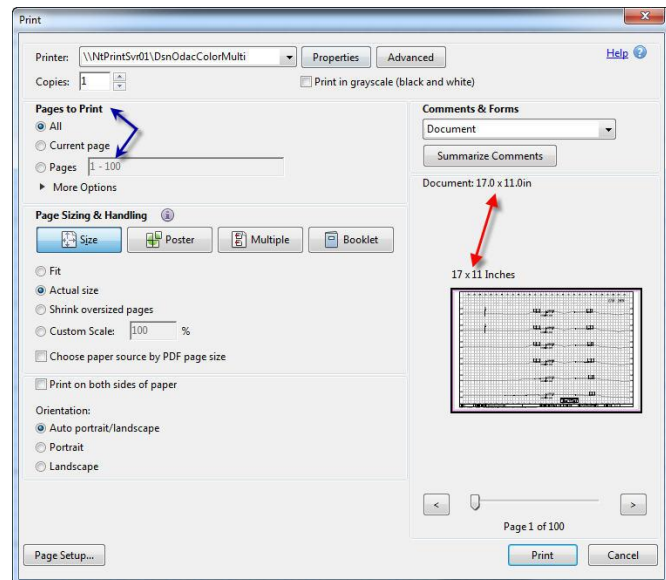 Print
Printer: \\NtPrintSvr01\DsnOdacColorMulti Properties Advanced Help
Copies: 1 Print in grayscale (black and white)
Pages to Print
All
Current page
Pages 1 - 100
More Options
Page Sizing & Handling
Size Poster Multiple Booklet
Fit
Actual size
Shrink oversized pages
Custom Scale: 100 %
Choose paper source by PDF page size
Print on both sides of paper
Orientation:
Auto portrait/landscape
Portrait
Landscape
Comments & Forms
Document
Summarize Comments
Document: 17.0 x 11.0in
17 x 11 Inches
< >
Page 1 of 100
Page Setup... Print Cancel